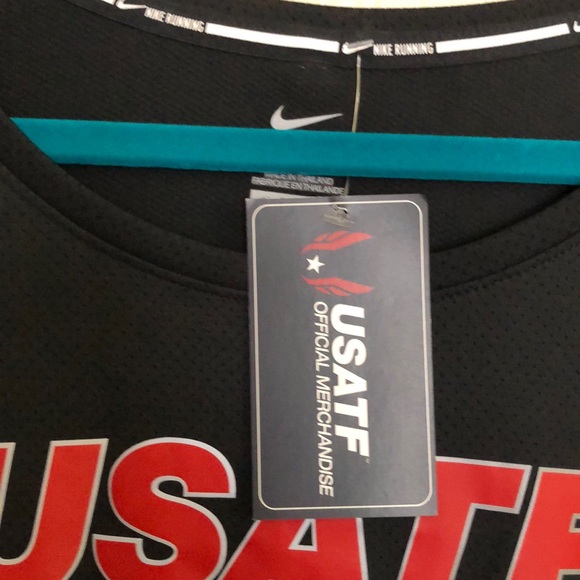 NIKE RUNNING
NIKE RUNNING
MADE IN THAILAND
FABRIQUE EN THAILANDE
USATF
OFFICIAL MERCHANDISE
USATF